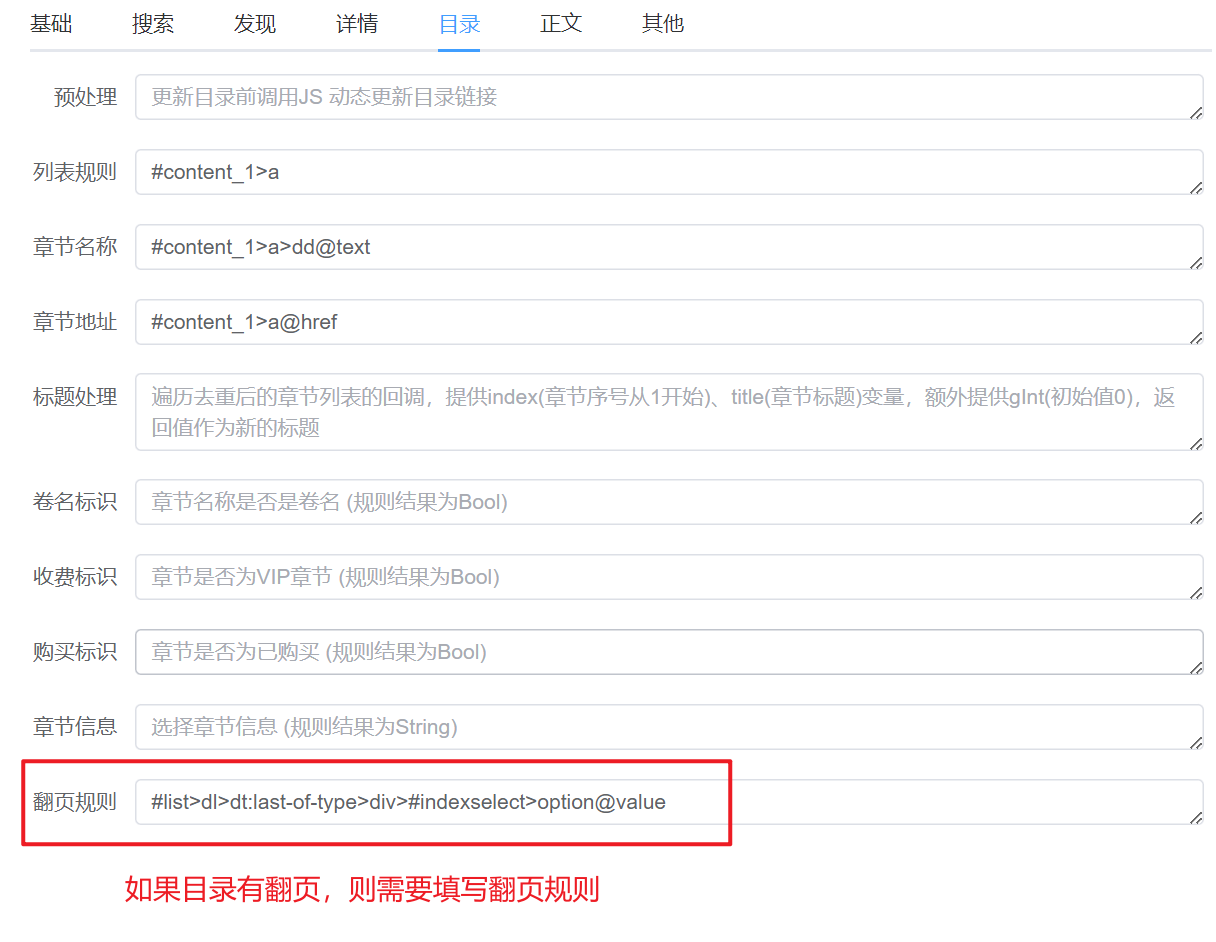 基础 搜索 发现 详情 目录 正文 其他
预处理 更新目录前调用JS 动态更新目录链接
列表规则 #content_1>a
章节名称 #content_1>a>dd@text
章节地址 #content_1>a@href
标题处理 遍历去重后的章节列表的回调，提供index(章节序号从1开始)、title(章节标题)变量，额外提供gInt(初始值0)，返
回值作为新的标题
卷名标识 章节名称是否是卷名 (规则结果为Bool)
收费标识 章节是否为VIP章节 (规则结果为Bool)
购买标识 章节是否为已购买 (规则结果为Bool)
章节信息 选择章节信息 (规则结果为String)
翻页规则 #list>dl>dt:last-of-type>div>#indexselect>option@value
如果目录有翻页，则需要填写翻页规则